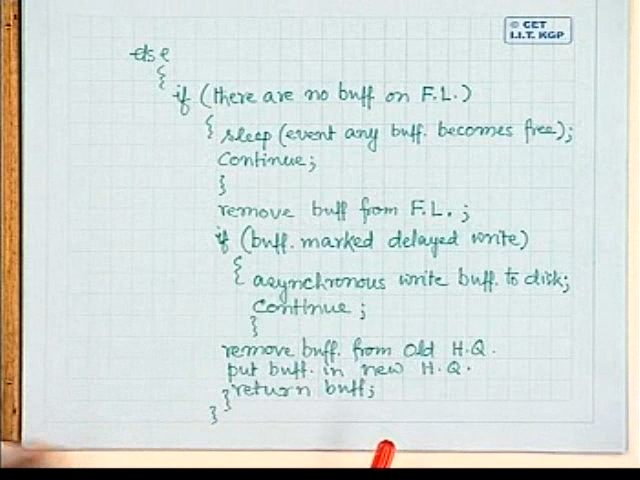 © CET
I.I.T. KGP
else
{
if (there are no buff on F.L.)
{ sleep (event any buff. becomes free);
Continue;
}
remove buff from F.L. ;
if (buff. marked delayed write)
{ asynchronous write buff. to disk;
Continue ;
}
remove buff. from old H.Q.
put buff. in new H.Q.
return buff;
}
}